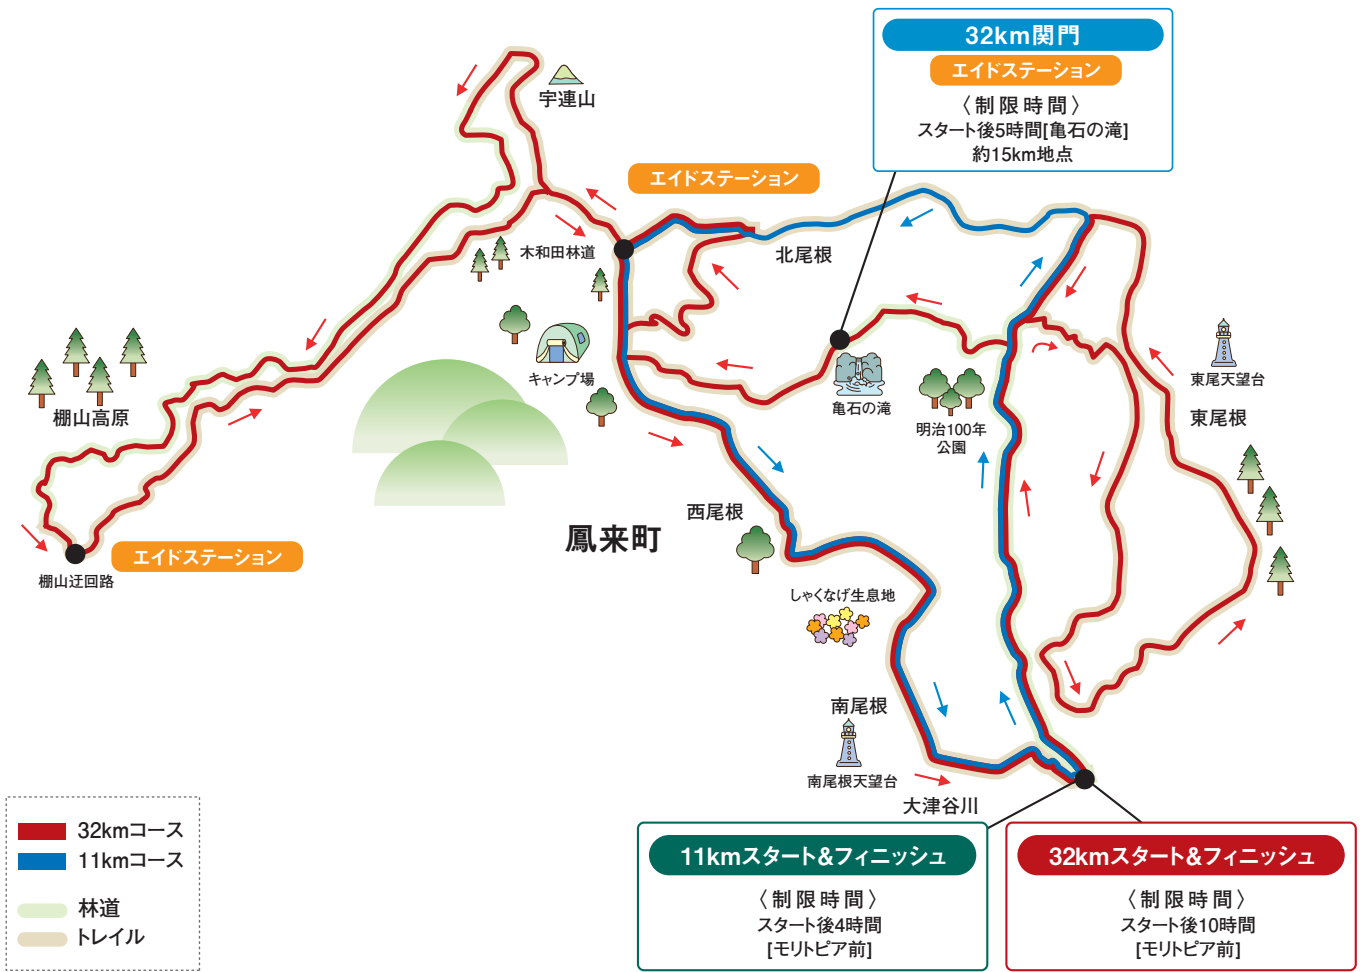 32km関門
エイドステーション
〈制限時間〉
スタート後5時間[亀石の滝]
約15km地点
宇連山
エイドステーション
木和田林道
北尾根
キャンプ場
亀石の滝
明治100年
公園
東尾天望台
東尾根
棚山高原
西尾根
鳳来町
エイドステーション
棚山迂回路
しゃくなげ生息地
南尾根
南尾根天望台
大津谷川
32kmコース
11kmコース
林道
トレイル
11kmスタート&フィニッシュ
〈制限時間〉
スタート後4時間
[モリトピア前]
32kmスタート&フィニッシュ
〈制限時間〉
スタート後10時間
[モリトピア前]